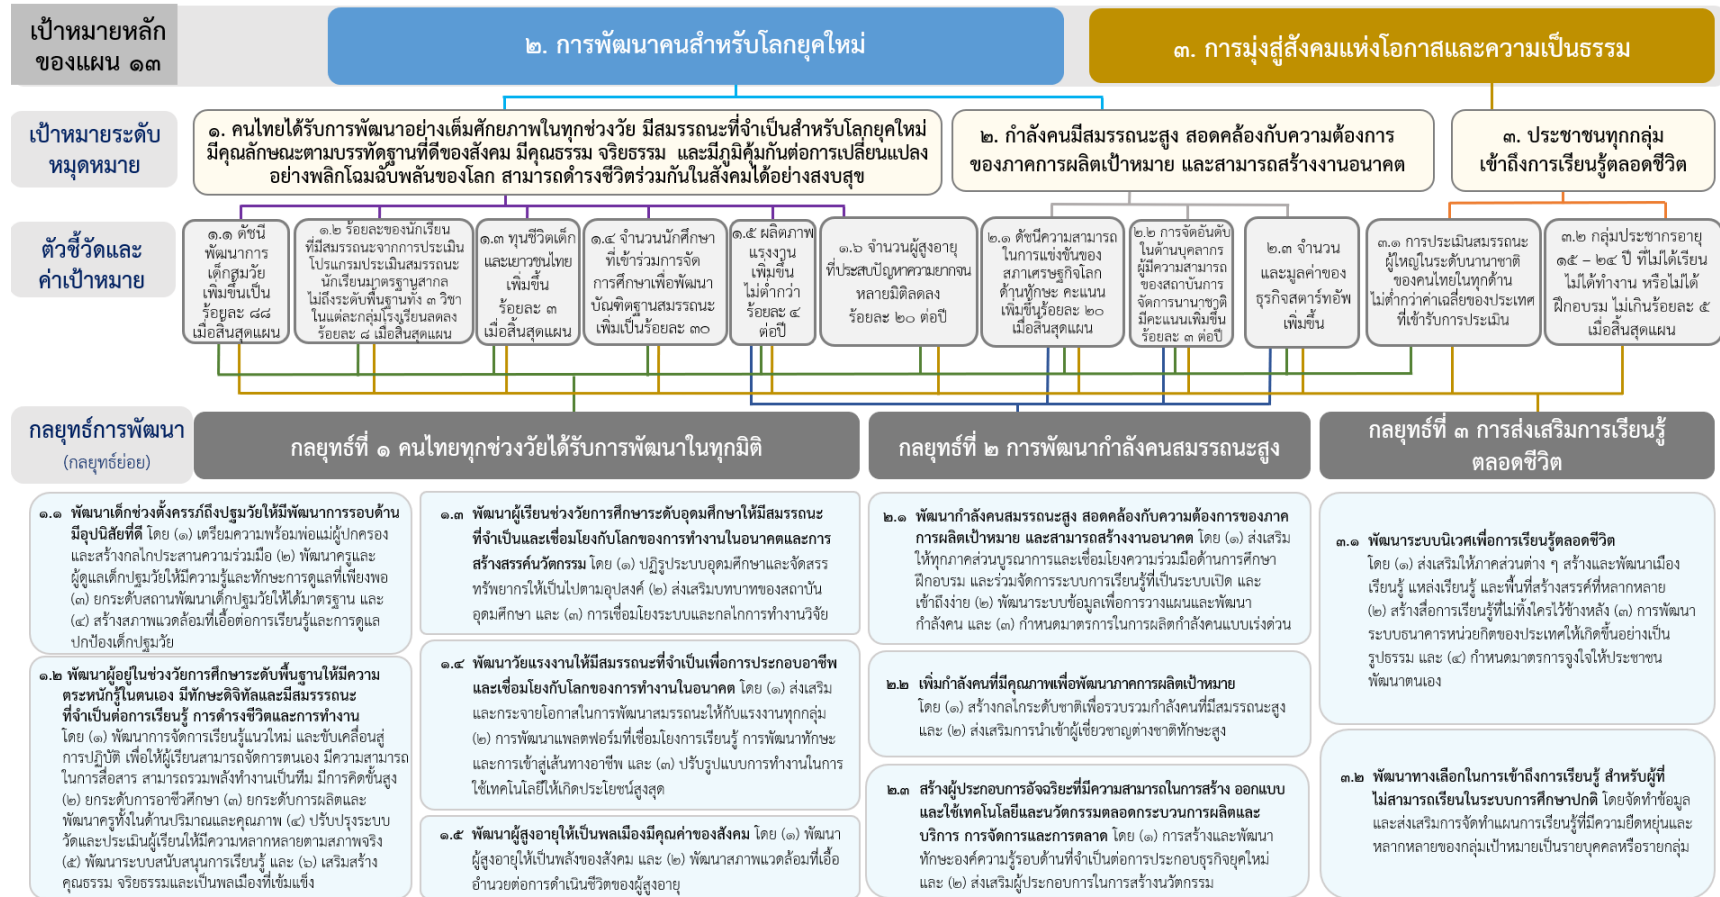 เป้าหมายหลัก
ของแผน ๑๓
๒. การพัฒนาคนสำหรับโลกยุคใหม่
๓. การมุ่งสู่สังคมแห่งโอกาสและความเป็นธรรม
เป้าหมายระดับ
หมุดหมาย
๑. คนไทยได้รับการพัฒนาอย่างเต็มศักยภาพในทุกช่วงวัย มีสมรรถนะที่จำเป็นสำหรับโลกยุคใหม่
มีคุณลักษณะตามบรรทัดฐานที่ดีของสังคม มีคุณธรรม จริยธรรม และมีภูมิคุ้มกันต่อการเปลี่ยนแปลง
อย่างพลิกโฉมฉับพลันของโลก สามารถดำรงชีวิตร่วมกันในสังคมได้อย่างสงบสุข
๒. กำลังคนมีสมรรถนะสูง สอดคล้องกับความต้องการ
ของภาคการผลิตเป้าหมาย และสามารถสร้างงานอนาคต
๓. ประชาชนทุกกลุ่ม
เข้าถึงการเรียนรู้ตลอดชีวิต
ตัวชี้วัดและ
ค่าเป้าหมาย
๑.๑ ดัชนี
พัฒนาการ
เด็กสมวัย
เพิ่มขึ้นเป็น
ร้อยละ ๘๘
เมื่อสิ้นสุดแผน
๑.๒ ร้อยละของนักเรียน
ที่มีสมรรถนะจากการประเมิน
โปรแกรมประเมินสมรรถนะ
นักเรียนมาตรฐานสากล
ไม่ถึงระดับพื้นฐานทั้ง ๓ วิชา
ในแต่ละกลุ่มโรงเรียนลดลง
ร้อยละ ๘ เมื่อสิ้นสุดแผน
๑.๓ ทุนชีวิตเด็ก
และเยาวชนไทย
เพิ่มขึ้น
ร้อยละ ๓
เมื่อสิ้นสุดแผน
๑.๔ จำนวนนักศึกษา
ที่เข้าร่วมการจัด
การศึกษาเพื่อพัฒนา
บัณฑิตฐานสมรรถนะ
เพิ่มเป็นร้อยละ ๓๐
๑.๕ ผลิตภาพ
แรงงาน
เพิ่มขึ้น
ไม่ต่ำกว่า
ร้อยละ ๔
ต่อปี
๑.๖ จำนวนผู้สูงอายุ
ที่ประสบปัญหาความยากจน
หลายมิติลดลง
ร้อยละ ๒๐ ต่อปี
๒.๑ ดัชนีความสามารถ
ในการแข่งขันของ
สภาเศรษฐกิจโลก
ด้านทักษะ คะแนน
เพิ่มขึ้นร้อยละ ๒๐
เมื่อสิ้นสุดแผน
๒.๒ การจัดอันดับ
ในด้านบุคลากร
ผู้มีความสามารถ
ของสถาบันการ
จัดการนานาชาติ
มีคะแนนเพิ่มขึ้น
ร้อยละ ๓ ต่อปี
๒.๓ จำนวน
และมูลค่าของ
ธุรกิจสตาร์ทอัพ
เพิ่มขึ้น
๓.๑ การประเมินสมรรถนะ
ผู้ใหญ่ในระดับนานาชาติ
ของคนไทยในทุกด้าน
ไม่ต่ำกว่าค่าเฉลี่ยของประเทศ
ที่เข้ารับการประเมิน
๓.๒ กลุ่มประชากรอายุ
๑๕ – ๒๔ ปี ที่ไม่ได้เรียน
ไม่ได้ทำงาน หรือไม่ได้
ฝึกอบรม ไม่เกินร้อยละ ๕
เมื่อสิ้นสุดแผน
กลยุทธ์การพัฒนา
(กลยุทธ์ย่อย)
กลยุทธ์ที่ ๑ คนไทยทุกช่วงวัยได้รับการพัฒนาในทุกมิติ
กลยุทธ์ที่ ๒ การพัฒนากำลังคนสมรรถนะสูง
กลยุทธ์ที่ ๓ การส่งเสริมการเรียนรู้
ตลอดชีวิต
๑.๑ พัฒนาเด็กช่วงตั้งครรภ์ถึงปฐมวัยให้มีพัฒนาการรอบด้าน
มีอุปนิสัยที่ดี โดย (๑) เตรียมความพร้อมพ่อแม่ผู้ปกครอง
และสร้างกลไกประสานความร่วมมือ (๒) พัฒนาครูและ
ผู้ดูแลเด็กปฐมวัยให้มีความรู้และทักษะการดูแลที่เพียงพอ
(๓) ยกระดับสถานพัฒนาเด็กปฐมวัยให้ได้มาตรฐาน และ
(๔) สร้างสภาพแวดล้อมที่เอื้อต่อการเรียนรู้และการดูแล
ปกป้องเด็กปฐมวัย
๑.๒ พัฒนาผู้อยู่ในช่วงวัยการศึกษาระดับพื้นฐานให้มีความ
ตระหนักรู้ในตนเอง มีทักษะดิจิทัลและมีสมรรรถนะ
ที่จำเป็นต่อการเรียนรู้ การดำรงชีวิตและการทำงาน
โดย (๑) พัฒนาการจัดการเรียนรู้แนวใหม่ และขับเคลื่อนสู่
การปฏิบัติ เพื่อให้ผู้เรียนสามารถจัดการตนเอง มีความสามารถ
ในการสื่อสาร สามารถรวมพลังทำงานเป็นทีม มีการคิดขั้นสูง
(๒) ยกระดับการอาชีวศึกษา (๓) ยกระดับการผลิตและ
พัฒนาครูทั้งในด้านปริมาณและคุณภาพ (๔) ปรับปรุงระบบ
วัดและประเมินผู้เรียนให้มีความหลากหลายตามสภาพจริง
(๕) พัฒนาระบบสนับสนุนการเรียนรู้ และ (๖) เสริมสร้าง
คุณธรรม จริยธรรมและเป็นพลเมืองที่เข้มแข็ง
๑.๓ พัฒนาผู้เรียนช่วงวัยการศึกษาระดับอุดมศึกษาให้มีสมรรถนะ
ที่จำเป็นและเชื่อมโยงกับโลกของการทำงานในอนาคตและการ
สร้างสรรค์นวัตกรรม โดย (๑) ปฏิรูประบบอุดมศึกษาและจัดสรร
ทรัพยากรให้เป็นไปตามอุปสงค์ (๒) ส่งเสริมบทบาทของสถาบัน
อุดมศึกษา และ (๓) การเชื่อมโยงระบบและกลไกการทำงานวิจัย
๑.๔ พัฒนาวัยแรงงานให้มีสมรรถนะที่จำเป็นเพื่อการประกอบอาชีพ
และเชื่อมโยงกับโลกของการทำงานในอนาคต โดย (๑) ส่งเสริม
และกระจายโอกาสในการพัฒนาสมรรถนะให้กับแรงงานทุกกลุ่ม
(๒) การพัฒนาแพลตฟอร์มที่เชื่อมโยงการเรียนรู้ การพัฒนาทักษะ
และการเข้าสู่เส้นทางอาชีพ และ (๓) ปรับรูปแบบการทำงานในการ
ใช้เทคโนโลยีให้เกิดประโยชน์สูงสุด
๑.๕ พัฒนาผู้สูงอายุให้เป็นพลเมืองมีคุณค่าของสังคม โดย (๑) พัฒนา
ผู้สูงอายุให้เป็นพลังของสังคม และ (๒) พัฒนาสภาพแวดล้อมที่เอื้อ
อำนวยต่อการดำเนินชีวิตของผู้สูงอายุ
๒.๑ พัฒนากำลังคนสมรรถนะสูง สอดคล้องกับความต้องการของภาค
การผลิตเป้าหมาย และสามารถสร้างงานอนาคต โดย (๑) ส่งเสริม
ให้ทุกภาคส่วนบูรณาการและเชื่อมโยงความร่วมมือด้านการศึกษา
ฝึกอบรม และร่วมจัดการระบบการเรียนรู้ที่เป็นระบบเปิด และ
เข้าถึงง่าย (๒) พัฒนาระบบข้อมูลเพื่อการวางแผนและพัฒนา
กำลังคน และ (๓) กำหนดมาตรการในการผลิตกำลังคนแบบเร่งด่วน
๒.๒ เพิ่มกำลังคนที่มีคุณภาพเพื่อพัฒนาภาคการผลิตเป้าหมาย
โดย (๑) สร้างกลไกระดับชาติเพื่อรวบรวมกำลังคนที่มีสมรรถนะสูง
และ (๒) ส่งเสริมการนำเข้าผู้เชี่ยวชาญต่างชาติทักษะสูง
๒.๓ สร้างผู้ประกอบการอัจฉริยะที่มีความสามารถในการสร้าง ออกแบบ
และใช้เทคโนโลยีและนวัตกรรมตลอดกระบวนการผลิตและ
บริการ การจัดการและการตลาด โดย (๑) การสร้างและพัฒนา
ทักษะองค์ความรู้รอบด้านที่จำเป็นต่อการประกอบธุรกิจยุคใหม่
และ (๒) ส่งเสริมผู้ประกอบการในการสร้างนวัตกรรม
๓.๑ พัฒนาระบบนิเวศเพื่อการเรียนรู้ตลอดชีวิต
โดย (๑) ส่งเสริมให้ภาคส่วนต่าง ๆ สร้างและพัฒนาเมือง
เรียนรู้ แหล่งเรียนรู้ และพื้นที่สร้างสรรค์ที่หลากหลาย
(๒) สร้างสื่อการเรียนรู้ที่ไม่ทิ้งใครไว้ข้างหลัง (๓) การพัฒนา
ระบบธนาคารหน่วยกิตของประเทศให้เกิดขึ้นอย่างเป็น
รูปธรรม และ (๔) กำหนดมาตรการจูงใจให้ประชาชน
พัฒนาตนเอง
๓.๒ พัฒนาทางเลือกในการเข้าถึงการเรียนรู้ สำหรับผู้ที่
ไม่สามารถเรียนในระบบการศึกษาปกติ โดยจัดทำข้อมูล
และส่งเสริมการจัดทำแผนการเรียนรู้ที่มีความยืดหยุ่นและ
หลากหลายของกลุ่มเป้าหมายเป็นรายบุคคลหรือรายกลุ่ม